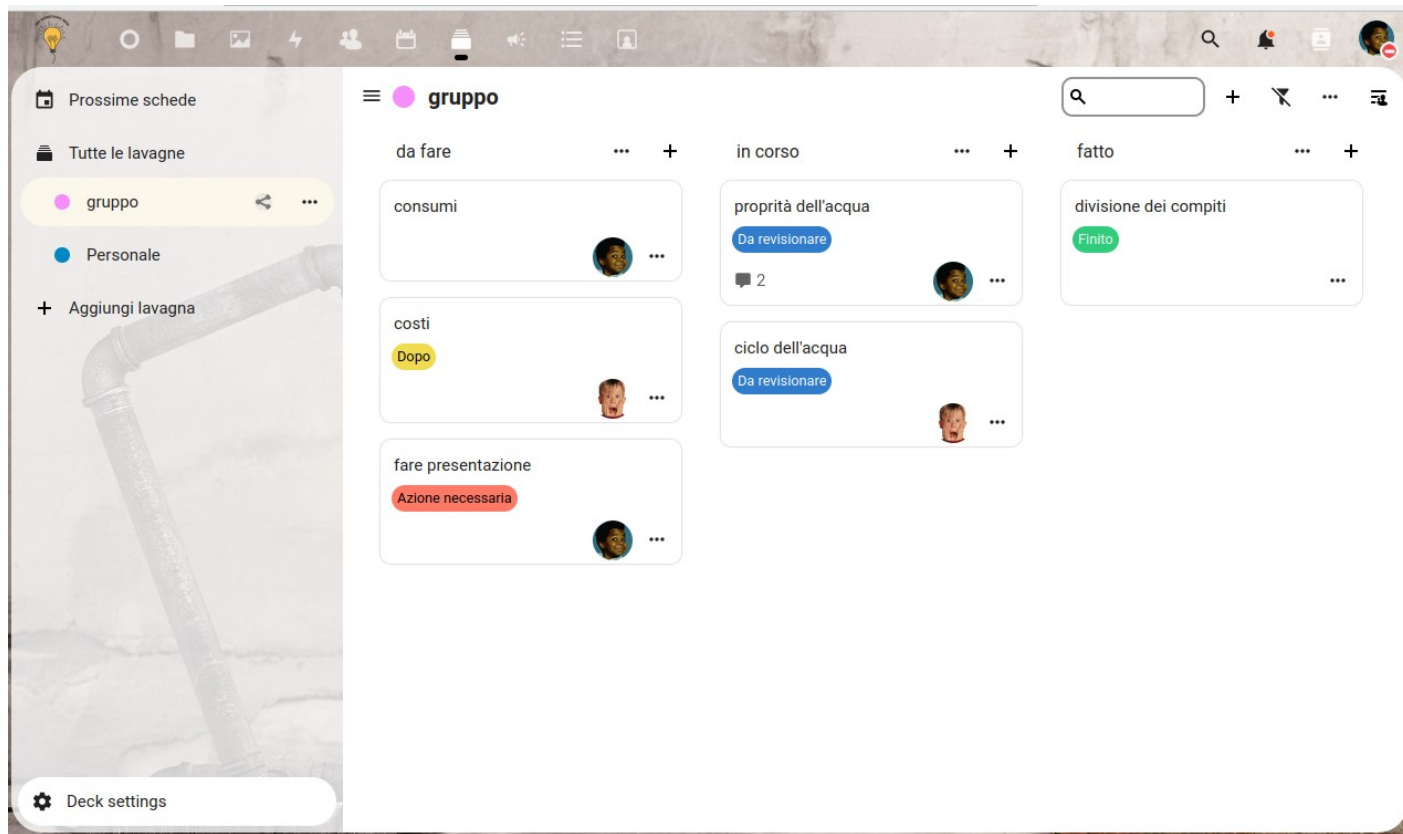 Prossime schede
Tutte le lavagne
gruppo
Personale
Aggiungi lavagna
Deck settings
gruppo
da fare
consumi
costi
Dopo
fare presentazione
Azione necessaria
in corso
proprità dell'acqua
Da revisionare
2
ciclo dell'acqua
Da revisionare
fatto
divisione dei compiti
Finito